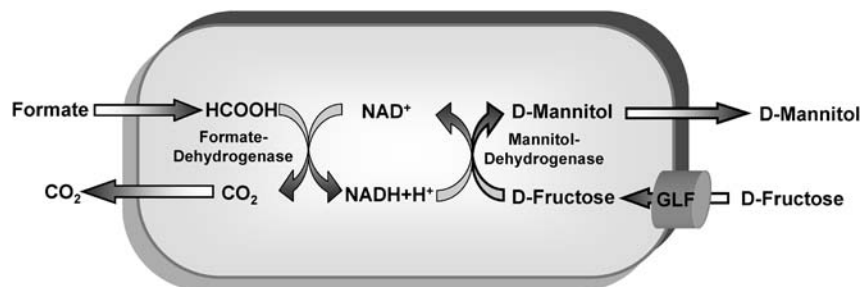 Formate
HCOOH
NAD⁺
D-Mannitol
D-Mannitol
Formate-
Dehydrogenase
Mannitol-
Dehydrogenase
CO₂
CO₂
NADH+H⁺
D-Fructose
GLF
D-Fructose